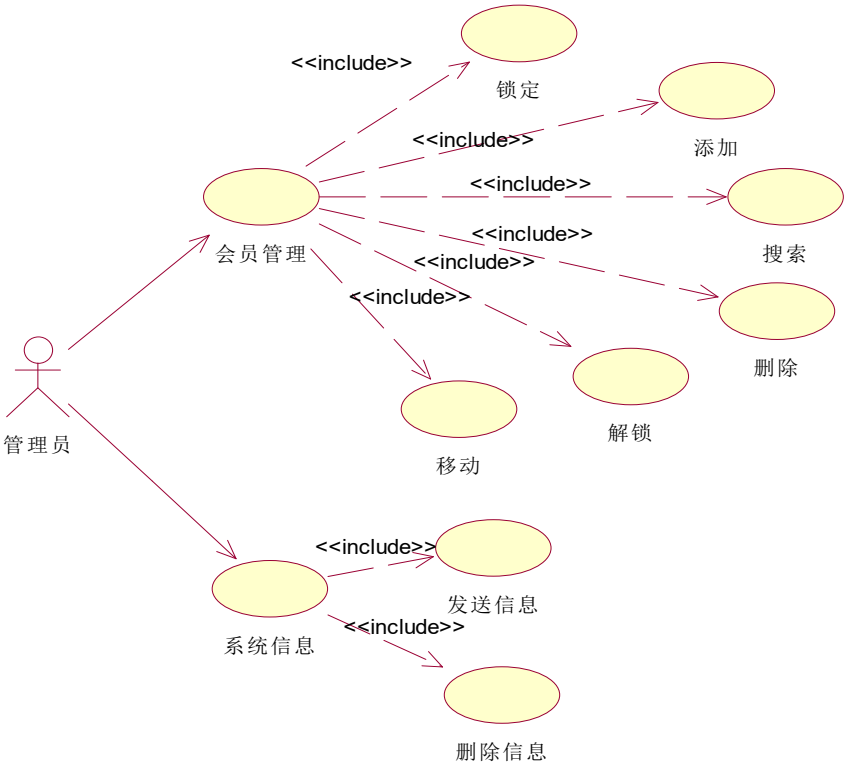 <<include>>
锁定
<<include>>
添加
<<include>>
搜索
<<include>>
会员管理
<<include>>
<<include>>
删除
解锁
管理员
移动
<<include>>
发送信息
<<include>>
系统信息
删除信息